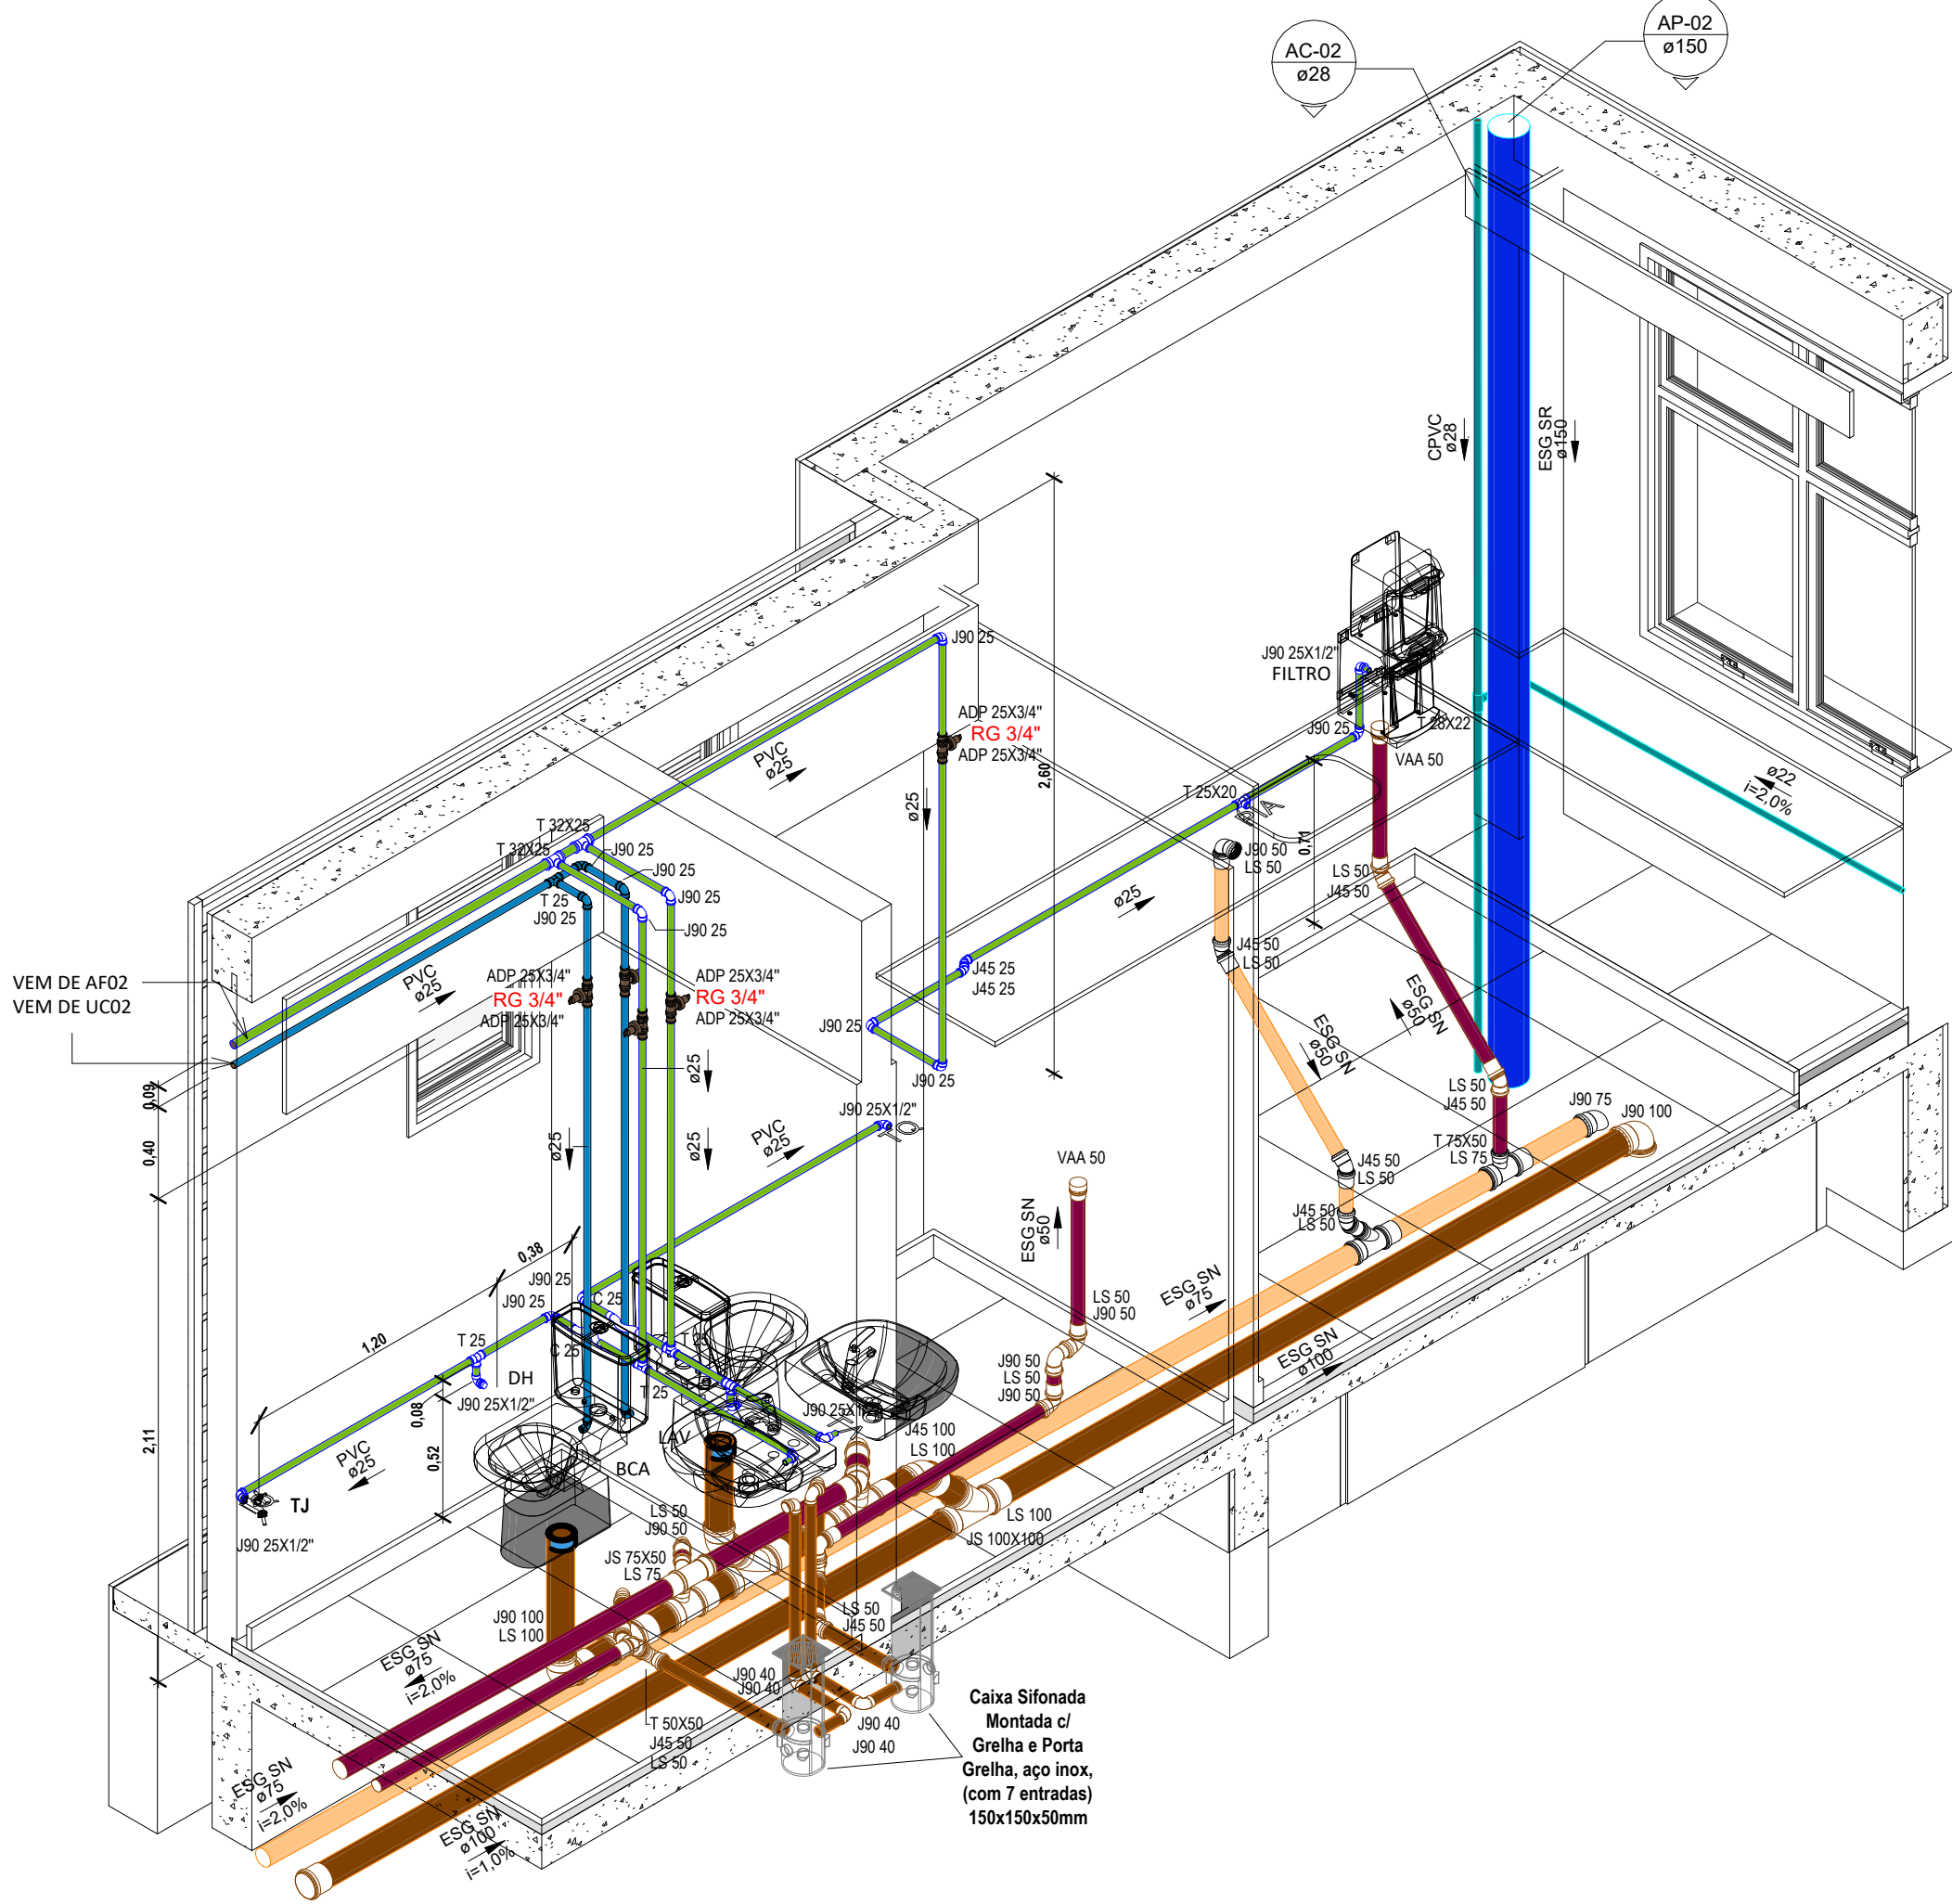 AC-02
ø28
AP-02
ø150
CPVC
ø28
ESG SR
ø150
J90 25
ADP 25X3/4"
RG 3/4"
ADP 25X3/4"
J90 25X1/2"
FILTRO
J90 25
T 28X22
VAA 50
PVC
ø25
ø25
2,60
T 25X20
PIA
0,71
ø22
i=2,0%
T 32X25
T 32X25
J90 25
J90 25
J90 25
J90 25
T 25
J90 25
J90 50
LS 50
LS 50
J45 50
ø25
VEM DE AF02
VEM DE UC02
PVC
ø25
ADP 25X3/4"
RG 3/4"
ADP 25X3/4"
ADP 25X3/4"
RG 3/4"
ADP 25X3/4"
J45 25
J45 25
J45 50
LS 50
J90 25
J90 25
ESG SN
ø50
ESG SN
ø50
ø25
ø25
ø25
0,09
0,40
PVC
ø25
J90 25X1/2"
LS 50
J45 50
J90 75
J90 100
T 75X50
LS 75
VAA 50
J45 50
LS 50
J45 50
LS 50
ESG SN
ø50
0,38
J90 25
J90 25
C 25
C 25
T 25
T 25
T 25
ESG SN
ø75
LS 50
J90 50
1,20
DH
J90 25X1/2"
0,08
0,52
2,11
ESG SN
ø100
J90 50
LS 50
J90 50
J90 25X1/2"
J45 100
LS 100
LAV
BCA
PVC
ø25
TJ
J90 25X1/2"
LS 50
J90 50
LS 100
JS 100X100
JS 75X50
LS 75
J90 100
LS 100
LS 50
J45 50
ESG SN
ø75
i=2,0%
J90 40
J90 40
T 50X50
J45 50
LS 50
J90 40
J90 40
Caixa Sifonada
Montada c/
Grelha e Porta
Grelha, aço inox,
(com 7 entradas)
150x150x50mm
ESG SN
ø75
i=2,0%
ESG SN
ø100
i=1,0%